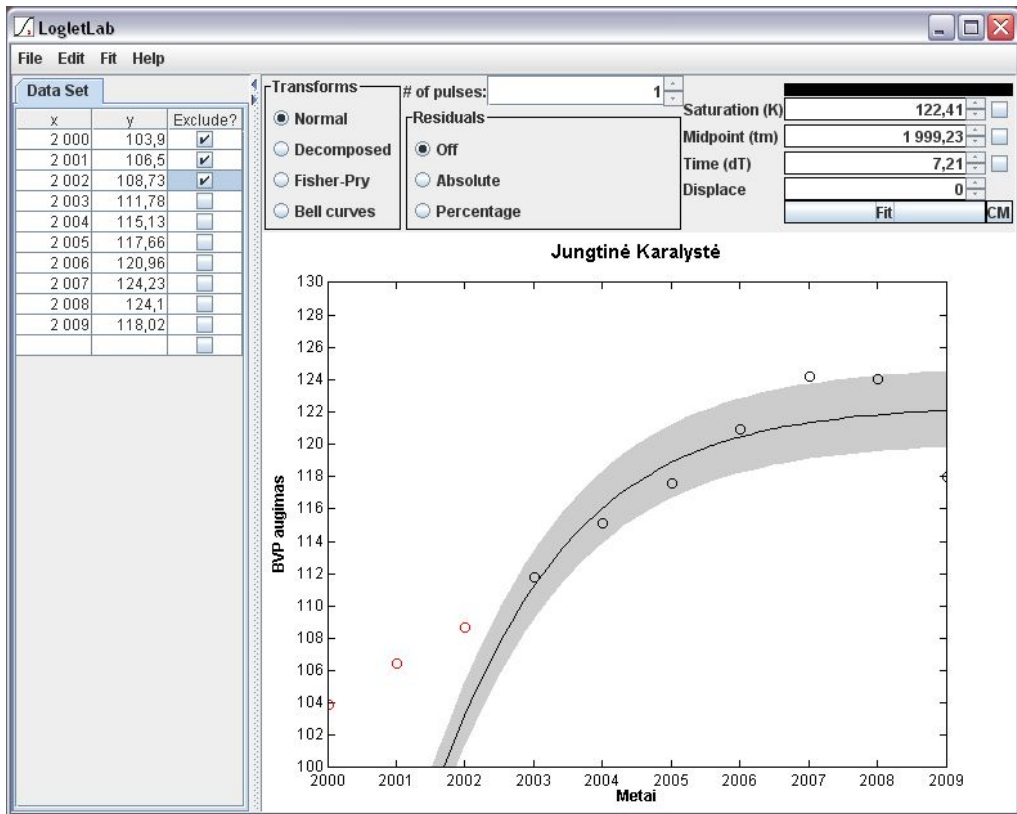 LogletLab
File Edit Fit Help
Data Set
x y Exclude?
2 000 103,9
2 001 106,5
2 002 108,73
2 003 111,78
2 004 115,13
2 005 117,66
2 006 120,96
2 007 124,23
2 008 124,1
2 009 118,02
Transforms
Normal
Decomposed
Fisher-Pry
Bell curves
# of pulses: 1
Residuals
Off
Absolute
Percentage
Saturation (K) 122,41
Midpoint (tm) 1 999,23
Time (dT) 7,21
Displace 0
Fit CM
Jungtinė Karalystė
130
128
126
124
122
120
118
116
114
112
110
108
106
104
102
100
BVP augimas
2000 2001 2002 2003 2004 2005 2006 2007 2008 2009
Metai